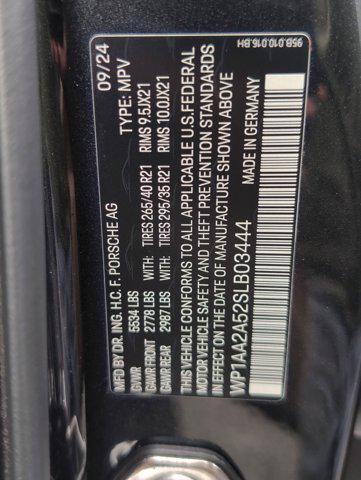 95B.010.016.BH
MFD BY DR. ING. H.C. F. PORSCHE AG 09/24
GVWR 5534 LBS TYPE: MPV
GAWR FRONT 2778 LBS WITH: TIRES 265/40 R21 RIMS 9.5JX21
GAWR REAR 2987 LBS WITH: TIRES 295/35 R21 RIMS 10.0JX21
THIS VEHICLE CONFORMS TO ALL APPLICABLE U.S.FEDERAL
MOTOR VEHICLE SAFETY AND THEFT PREVENTION STANDARDS
IN EFFECT ON THE DATE OF MANUFACTURE SHOWN ABOVE
WP1AA2A52SLB03444 MADE IN GERMANY